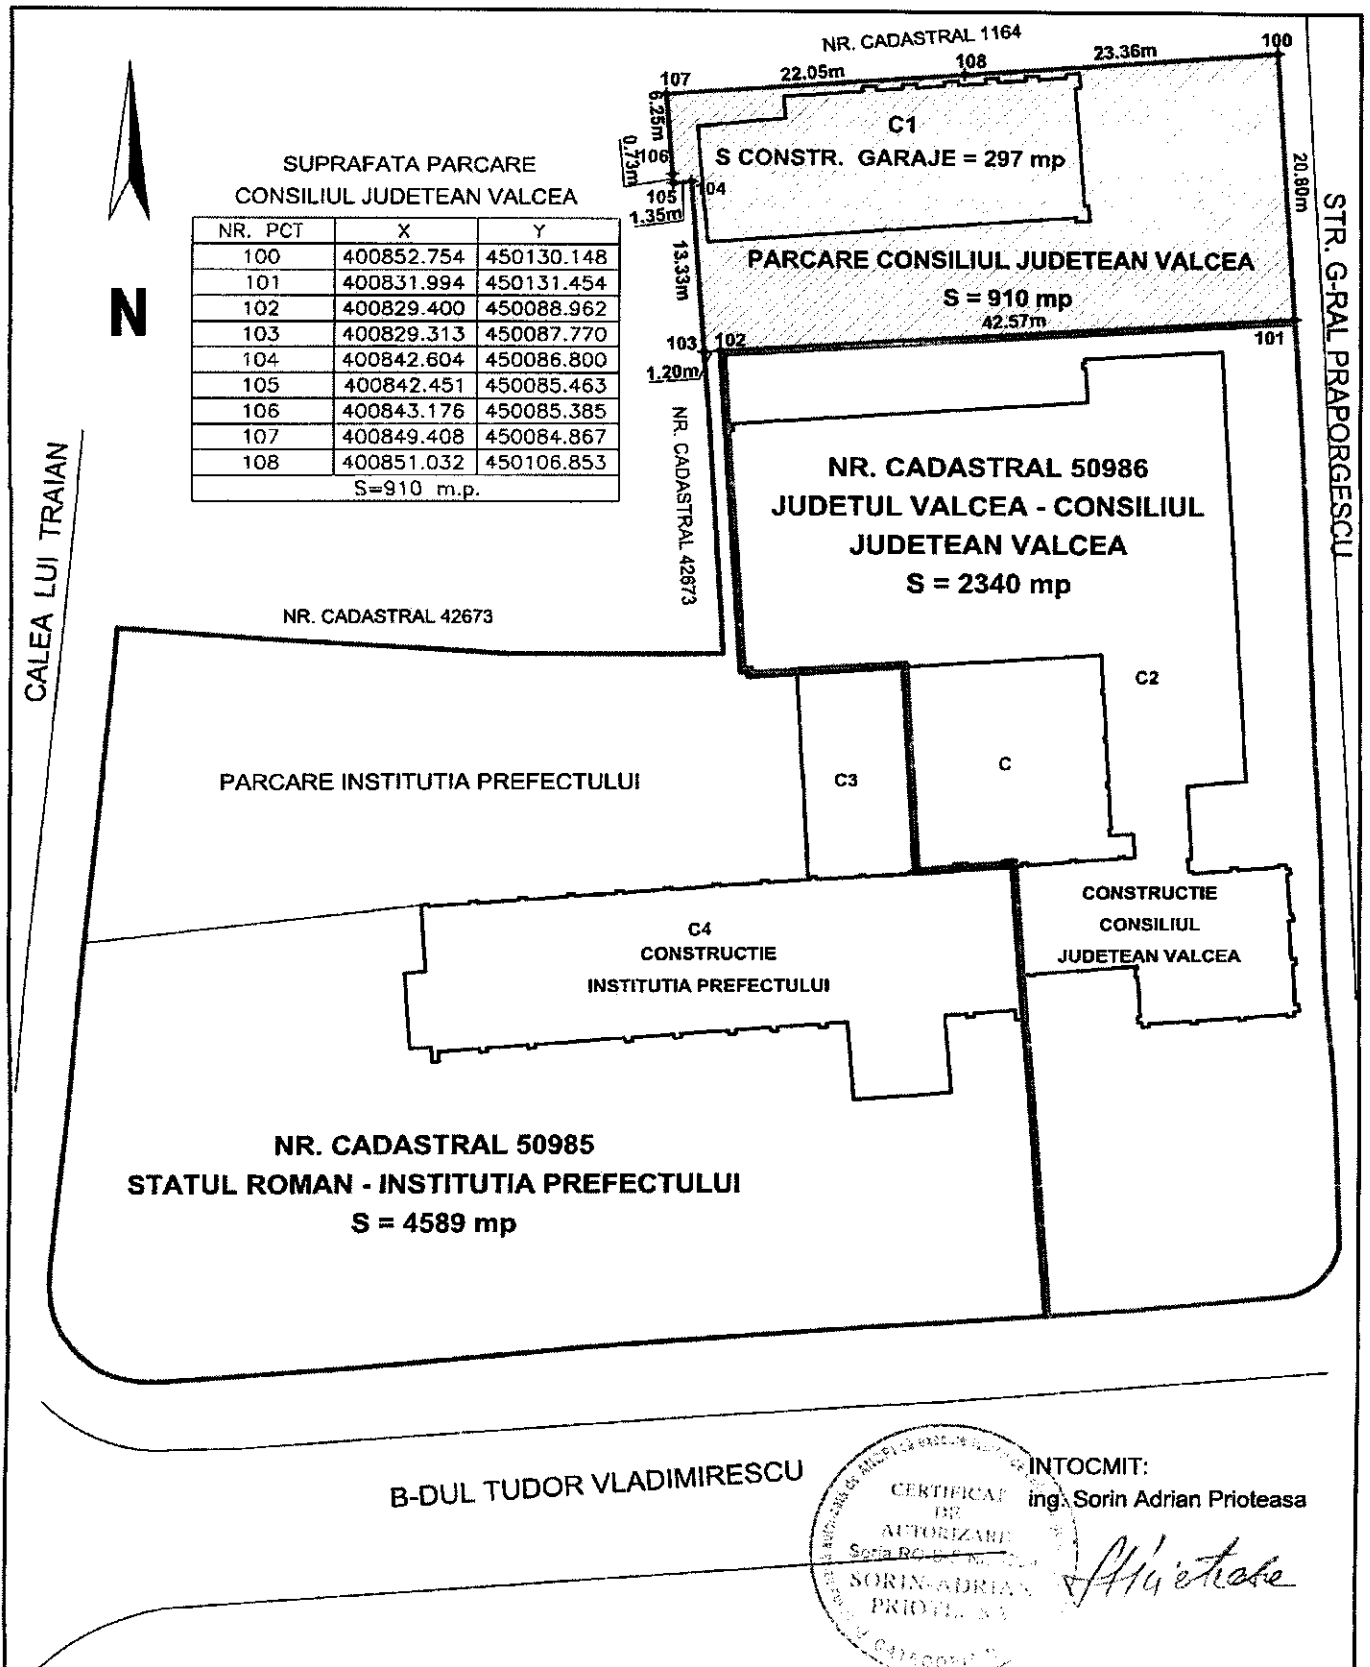 NR. CADASTRAL 1164
107
22.05m
108
23.36m
100
6.25m
0.73m
106
105
104
1.35m
C1
S CONSTR. GARAJE = 297 mp
20.80m
STR. G-RAL PRAPORGESCU
13.33m
PARCARE CONSILIUL JUDETEAN VALCEA
S = 910 mp
42.57m
103
102
101
1.20m
SUPRAFATA PARCARE
CONSILIUL JUDETEAN VALCEA
NR. PCT X Y
100 400852.754 450130.148
101 400831.994 450131.454
102 400829.400 450088.962
103 400829.313 450087.770
104 400842.604 450086.800
105 400842.451 450085.463
106 400843.176 450085.385
107 400849.408 450084.867
108 400851.032 450106.853
S=910 m.p.
N
CALEA LUI TRAIAN
NR. CADASTRAL 42673
NR. CADASTRAL 42673
NR. CADASTRAL 50986
JUDETUL VALCEA - CONSILIUL
JUDETEAN VALCEA
S = 2340 mp
C2
C
C3
PARCARE INSTITUTIA PREFECTULUI
C4
CONSTRUCTIE
INSTITUTIA PREFECTULUI
CONSTRUCTIE
CONSILIUL
JUDETEAN VALCEA
NR. CADASTRAL 50985
STATUL ROMAN - INSTITUTIA PREFECTULUI
S = 4589 mp
B-DUL TUDOR VLADIMIRESCU
INTOCMIT:
ing. Sorin Adrian Prioteasa
CERTIFICAT
DE
AUTORIZARE
Seria
SORIN-ADRIAN